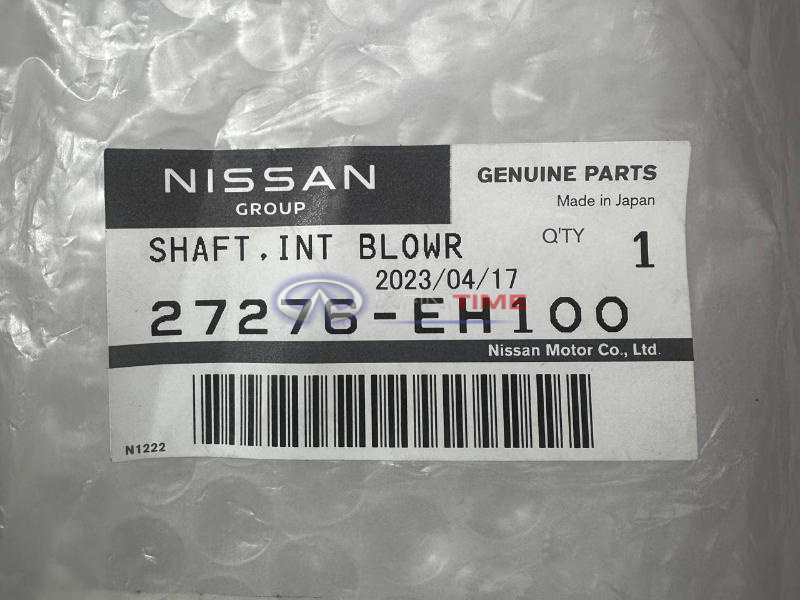 NISSAN
GROUP
GENUINE PARTS
Made in Japan
SHAFT,INT BLOWR
Q'TY 1
2023/04/17
TIME
27276-EH100
Nissan Motor Co., Ltd.
N1222